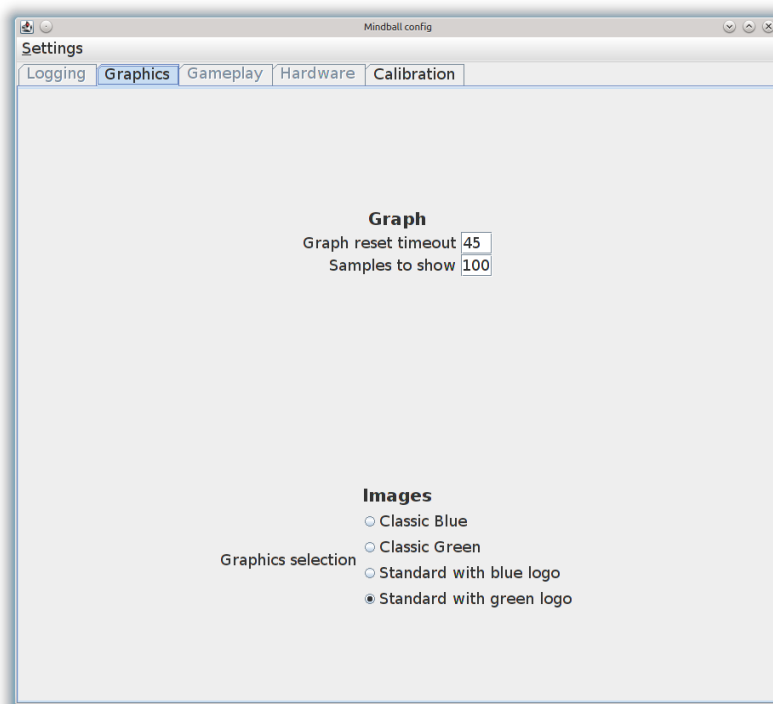 Mindball config
Settings
Logging Graphics Gameplay Hardware Calibration
Graph
Graph reset timeout 45
Samples to show 100
Images
Classic Blue
Classic Green
Graphics selection
Standard with blue logo
Standard with green logo